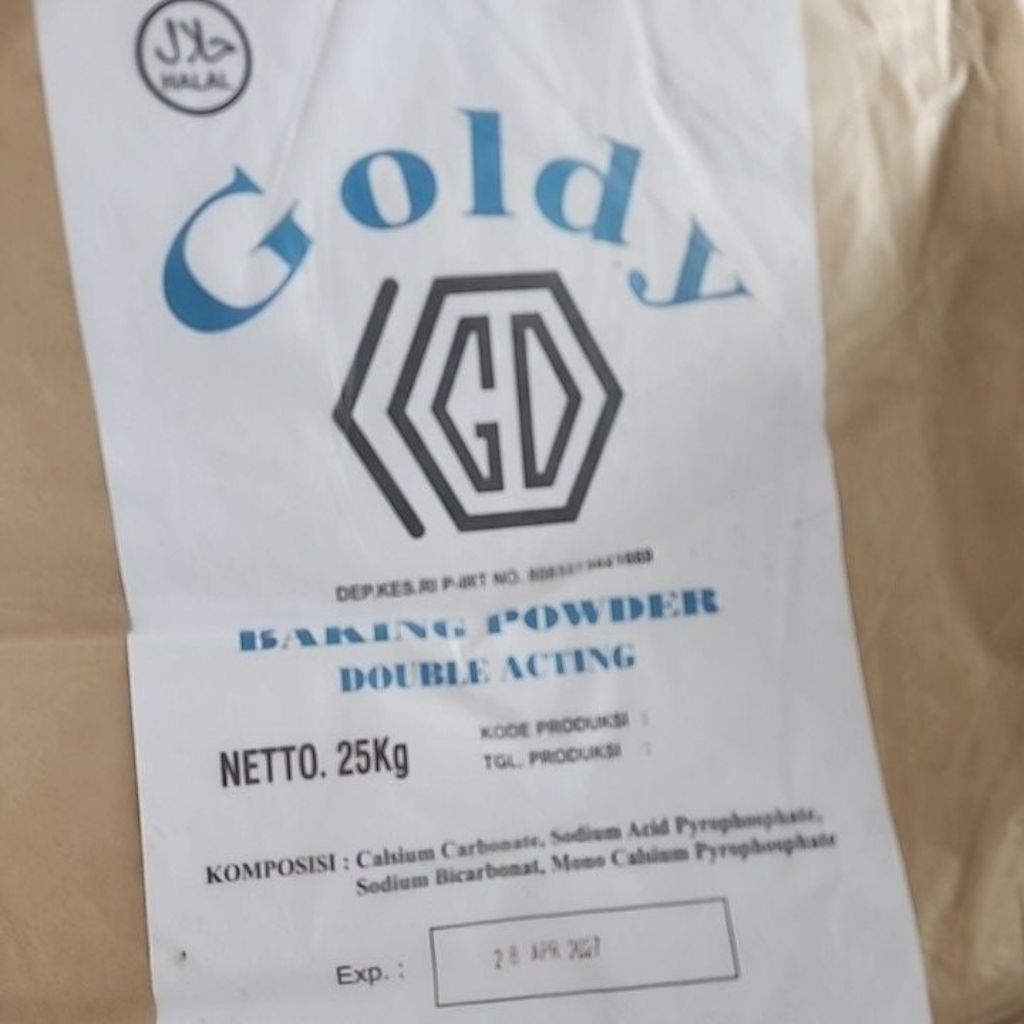 حلال
HALAL
Goldy
GD
DEP.KES.RI P-IRT NO.
BAKING POWDER
DOUBLE ACTING
NETTO. 25Kg
KODE PRODUKSI :
TGL. PRODUKSI :
KOMPOSISI : Calsium Carbonate, Sodium Acid Pyrophosphate,
Sodium Bicarbonat, Mono Calsium Pyrophosphate
Exp. : 28 APR 2027